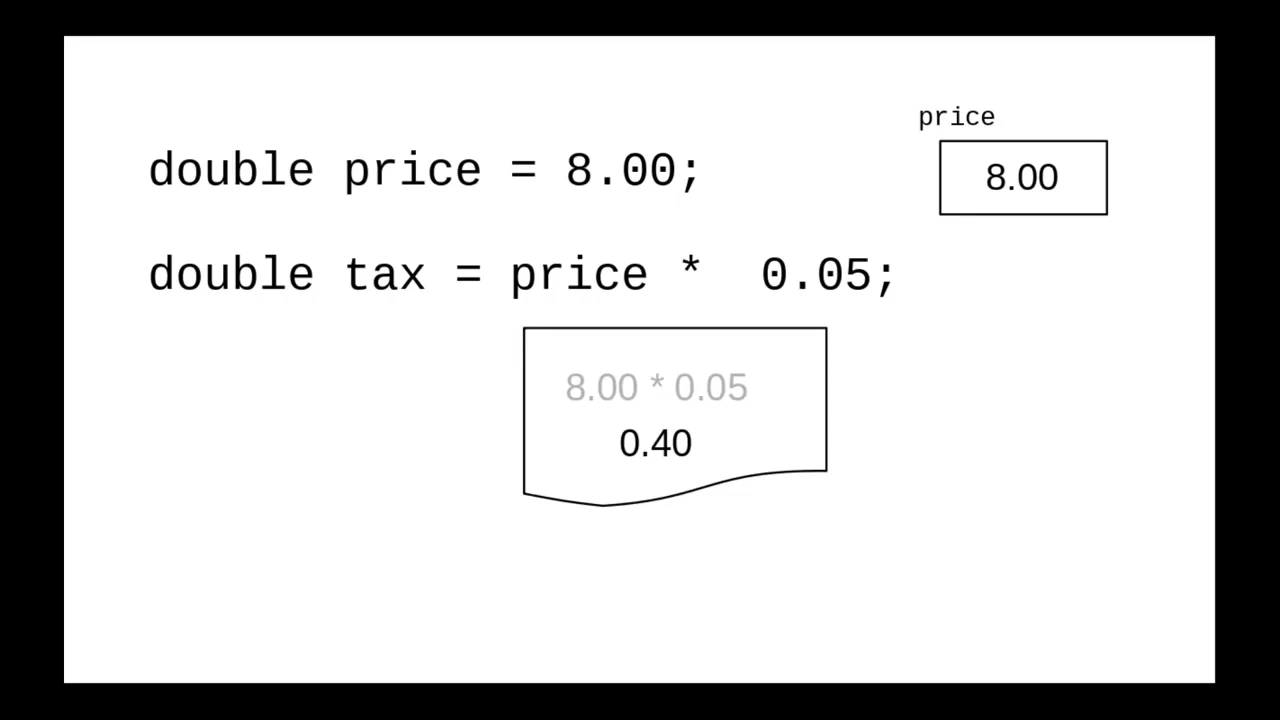 price
double price = 8.00;
8.00
double tax = price *  0.05;
8.00 * 0.05
0.40